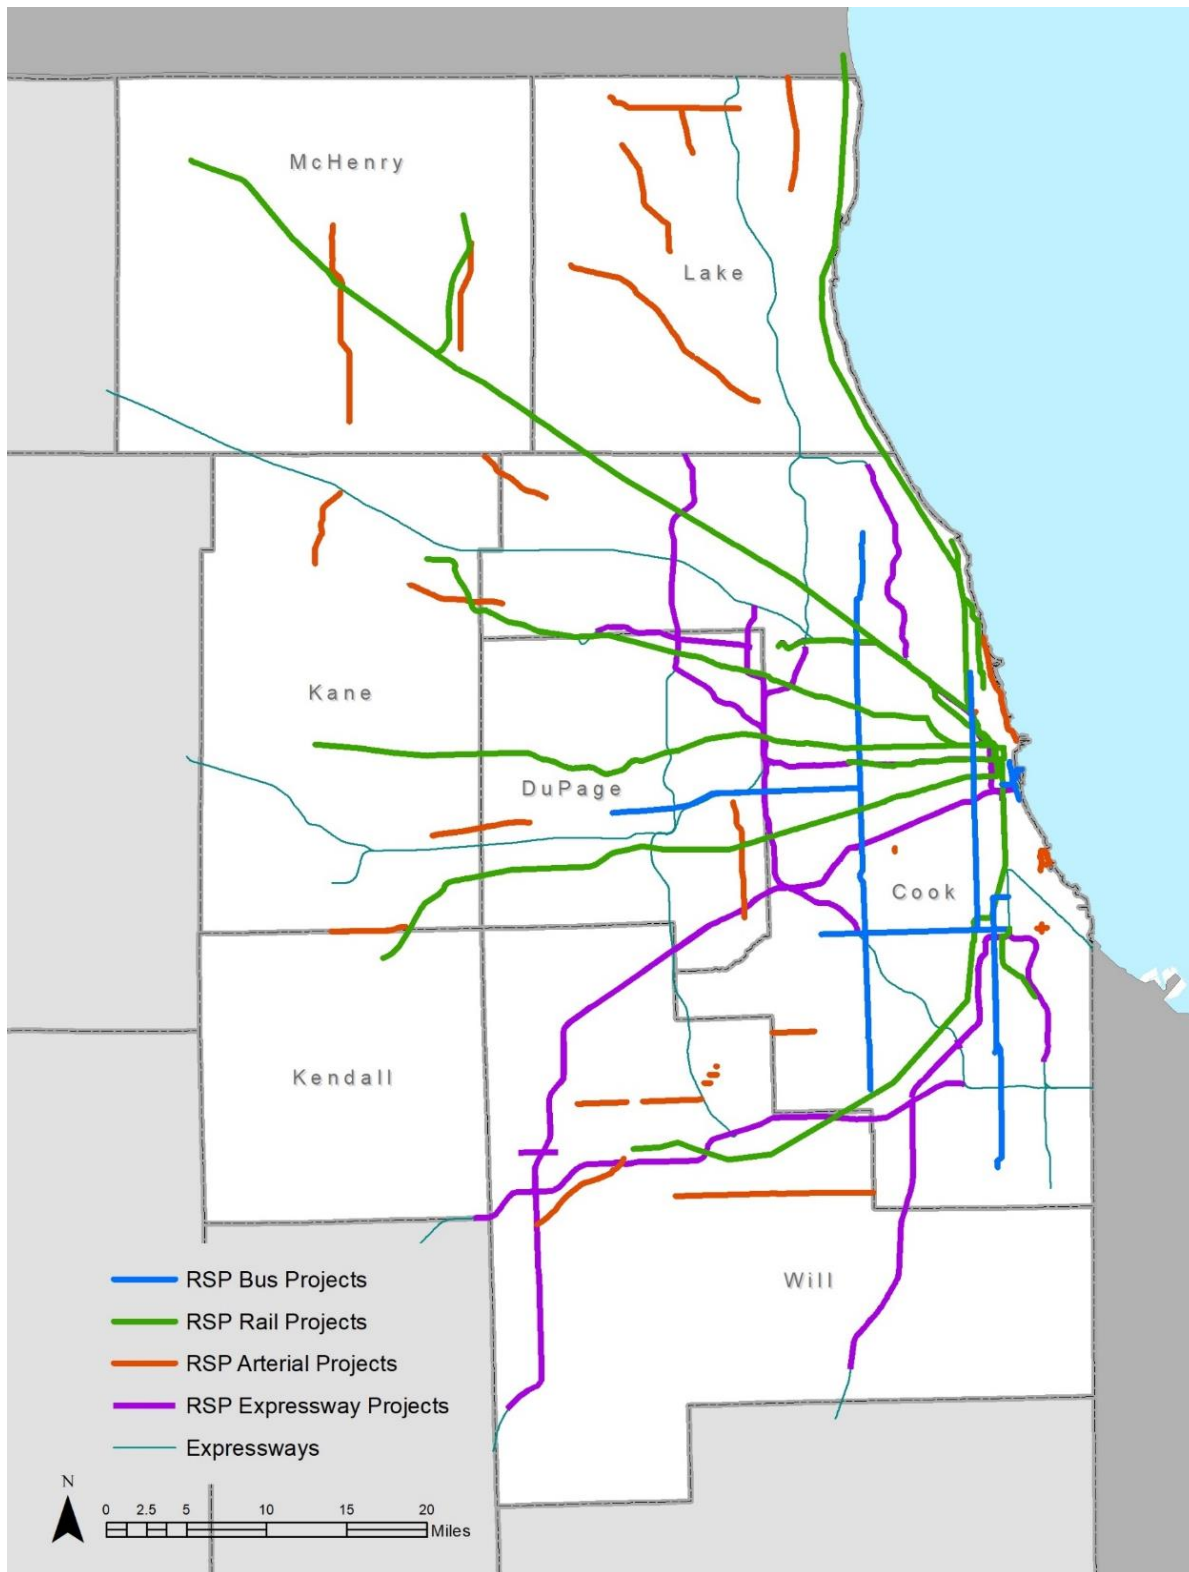 McHenry
Lake
Kane
DuPage
Cook
Kendall
Will
RSP Bus Projects
RSP Rail Projects
RSP Arterial Projects
RSP Expressway Projects
Expressways
N
0 2.5 5 10 15 20
Miles